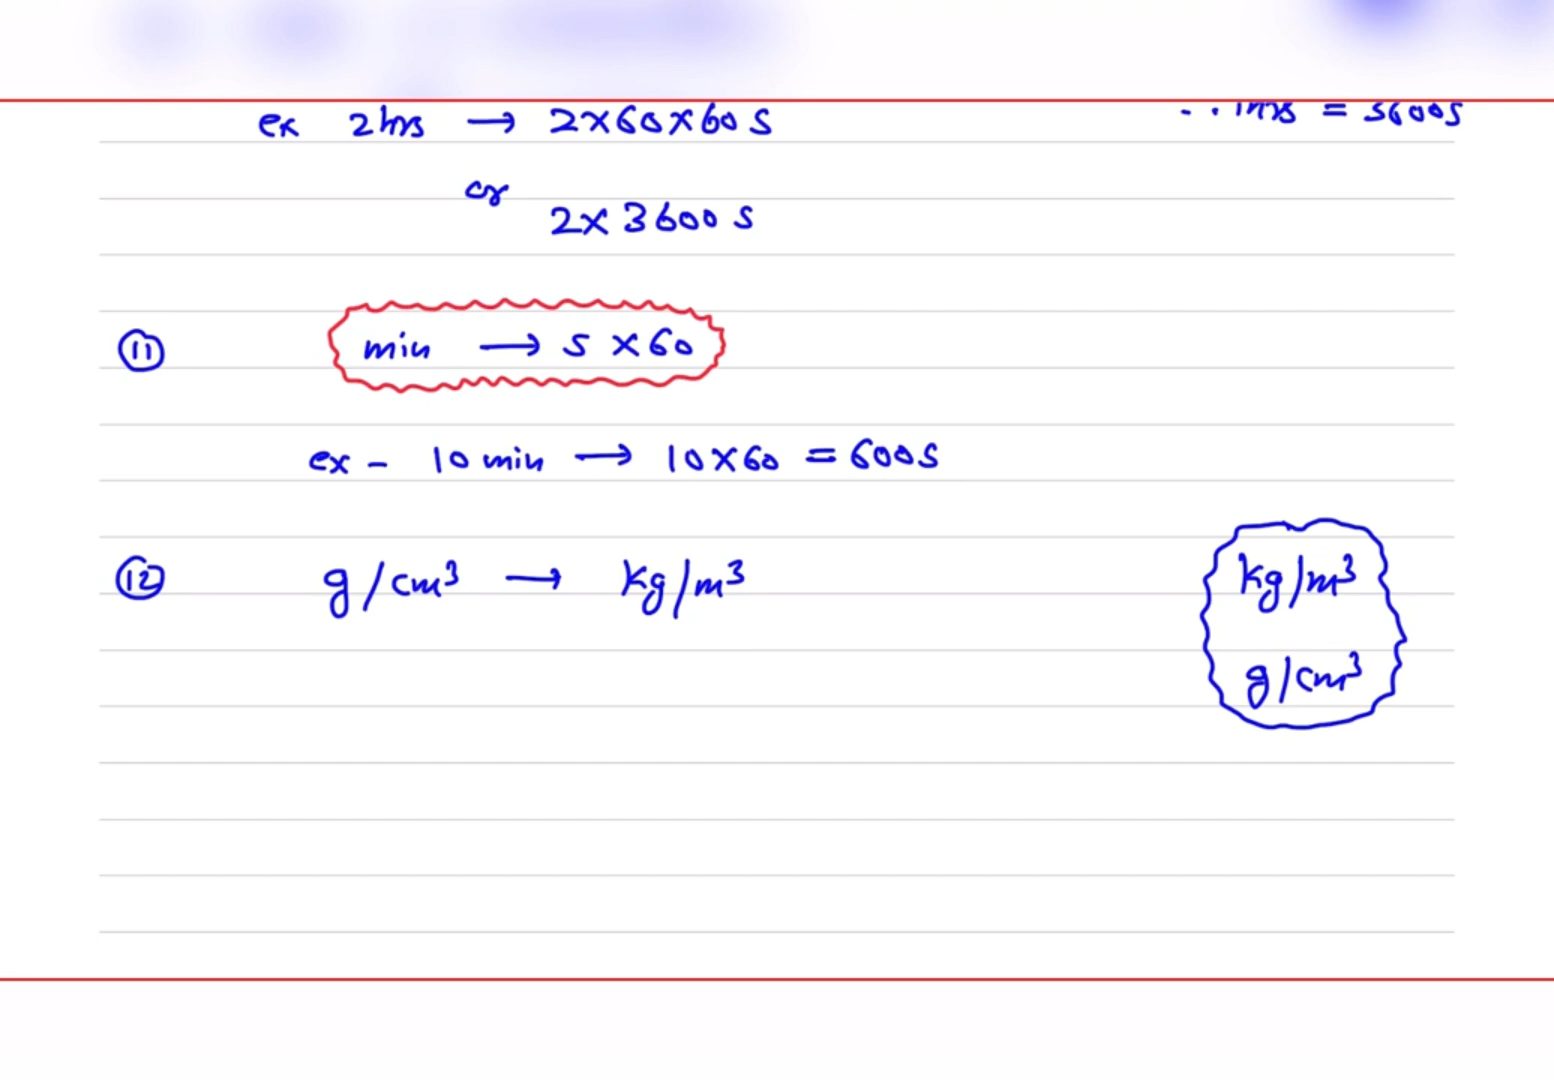 ex 2hrs → 2×60×60 s
∴ 1hrs = 3600s
or
2×3600 s
⑪ min → s ×60
ex - 10 min → 10×60 = 600s
⑫ g/cm³ → kg/m³
kg/m³
g/cm³